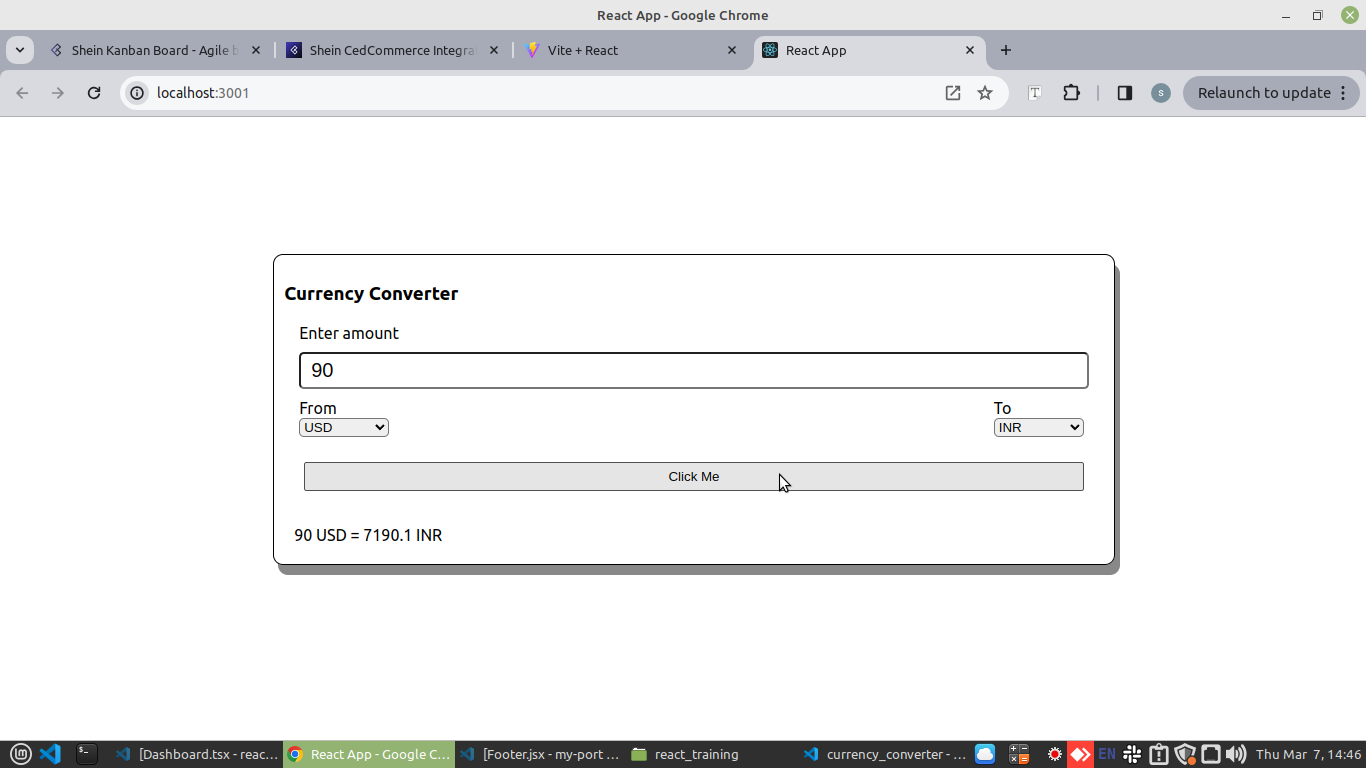 React App - Google Chrome
Shein Kanban Board - Agile b
Shein CedCommerce Integra
Vite + React
React App
localhost:3001
T
s
Relaunch to update
Currency Converter
Enter amount
90
From
To
USD
INR
Click Me
90 USD = 7190.1 INR
[Dashboard.tsx - reac...
React App - Google C...
[Footer.jsx - my-port ...
react_training
currency_converter - ...
EN
Thu Mar 7, 14:46